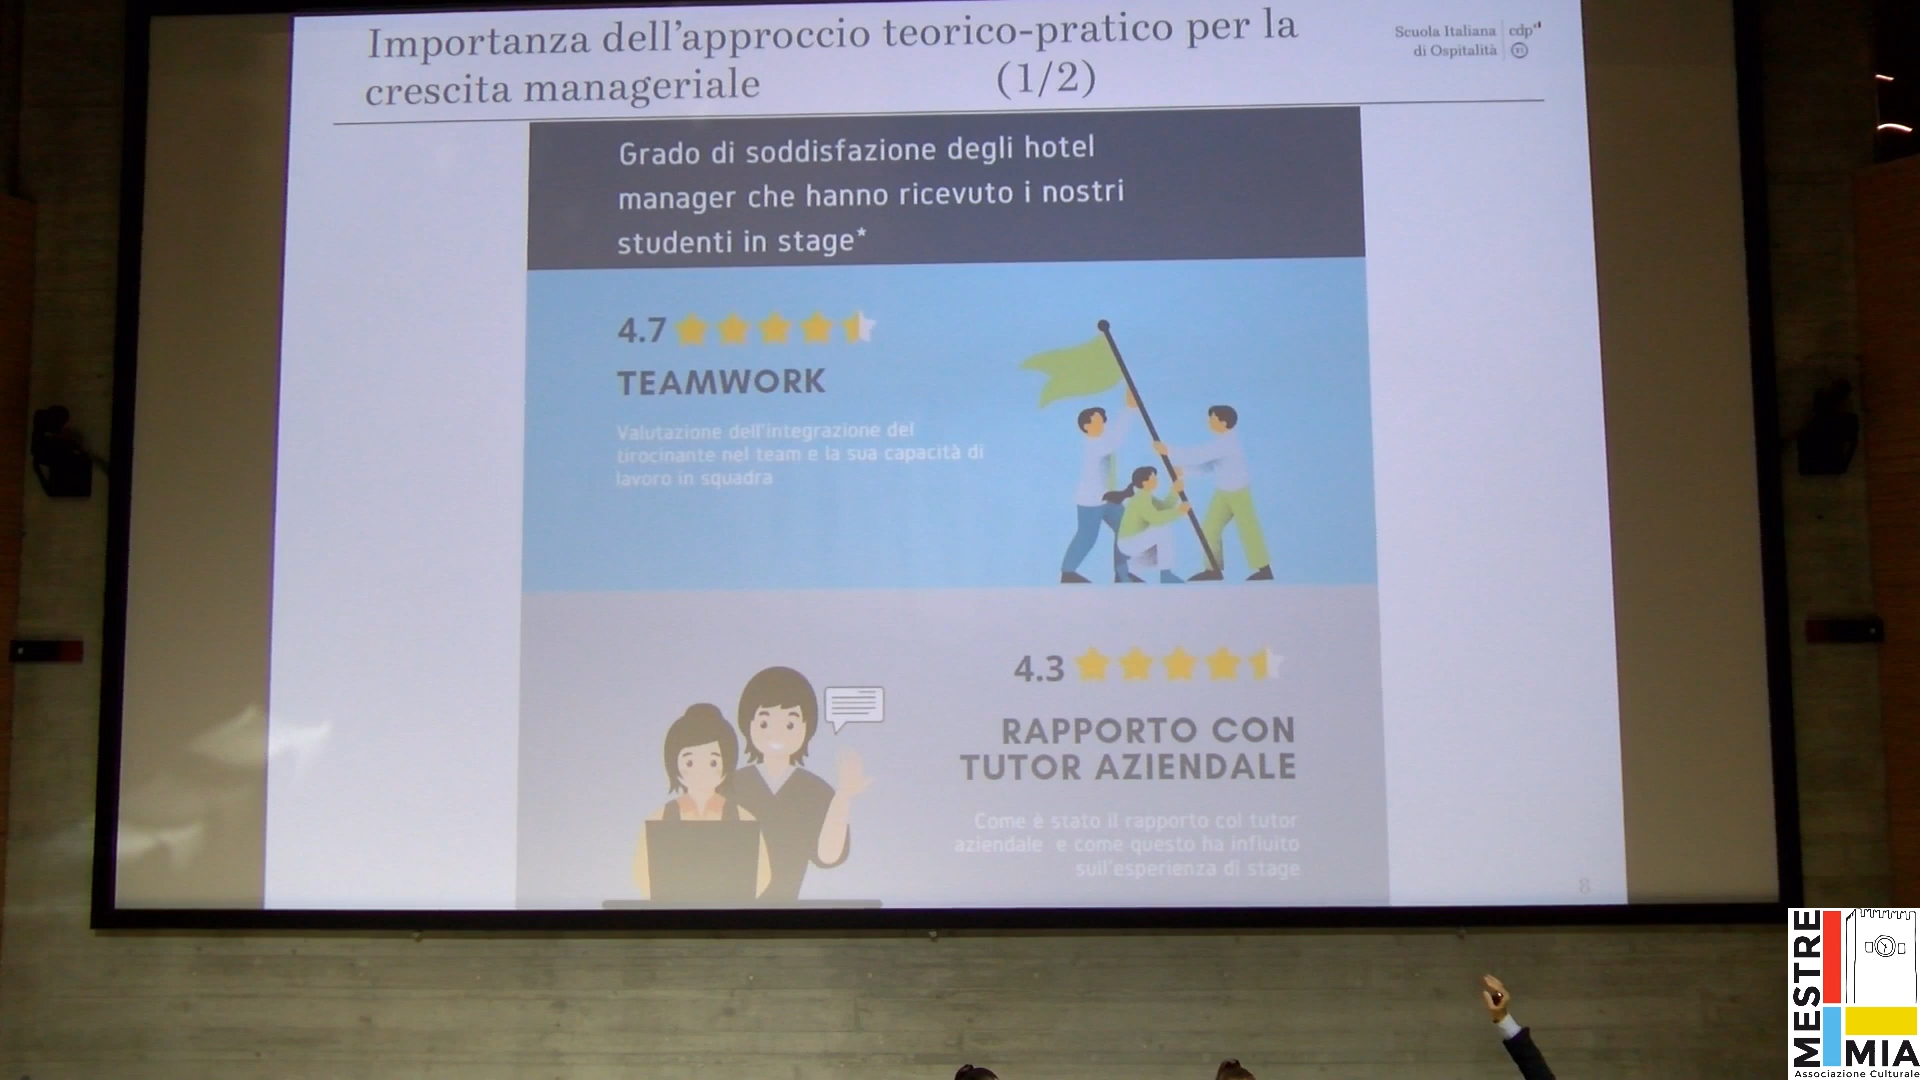 Importanza dell'approccio teorico-pratico per la
crescita manageriale (1/2)
Scuola Italiana
di Ospitalità
cdp
Grado di soddisfazione degli hotel
manager che hanno ricevuto i nostri
studenti in stage*
4.7
TEAMWORK
Valutazione dell'integrazione del
tirocinante nel team e la sua capacità di
lavoro in squadra
4.3
RAPPORTO CON
TUTOR AZIENDALE
Come è stato il rapporto col tutor
aziendale e come questo ha influito
sull'esperienza di stage
8
MESTRE
MIA
Associazione Culturale